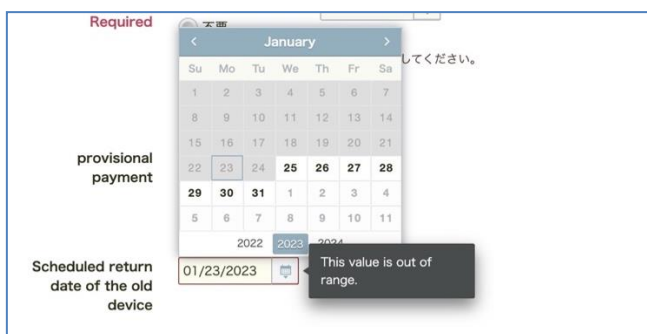 Required
不要
January
してください。
Su Mo Tu We Th Fr Sa
1 2 3 4 5 6 7
8 9 10 11 12 13 14
15 16 17 18 19 20 21
provisional payment
22 23 24 25 26 27 28
29 30 31 1 2 3 4
5 6 7 8 9 10 11
2022 2023 2024
Scheduled return
date of the old
device
01/23/2023
This value is out of
range.